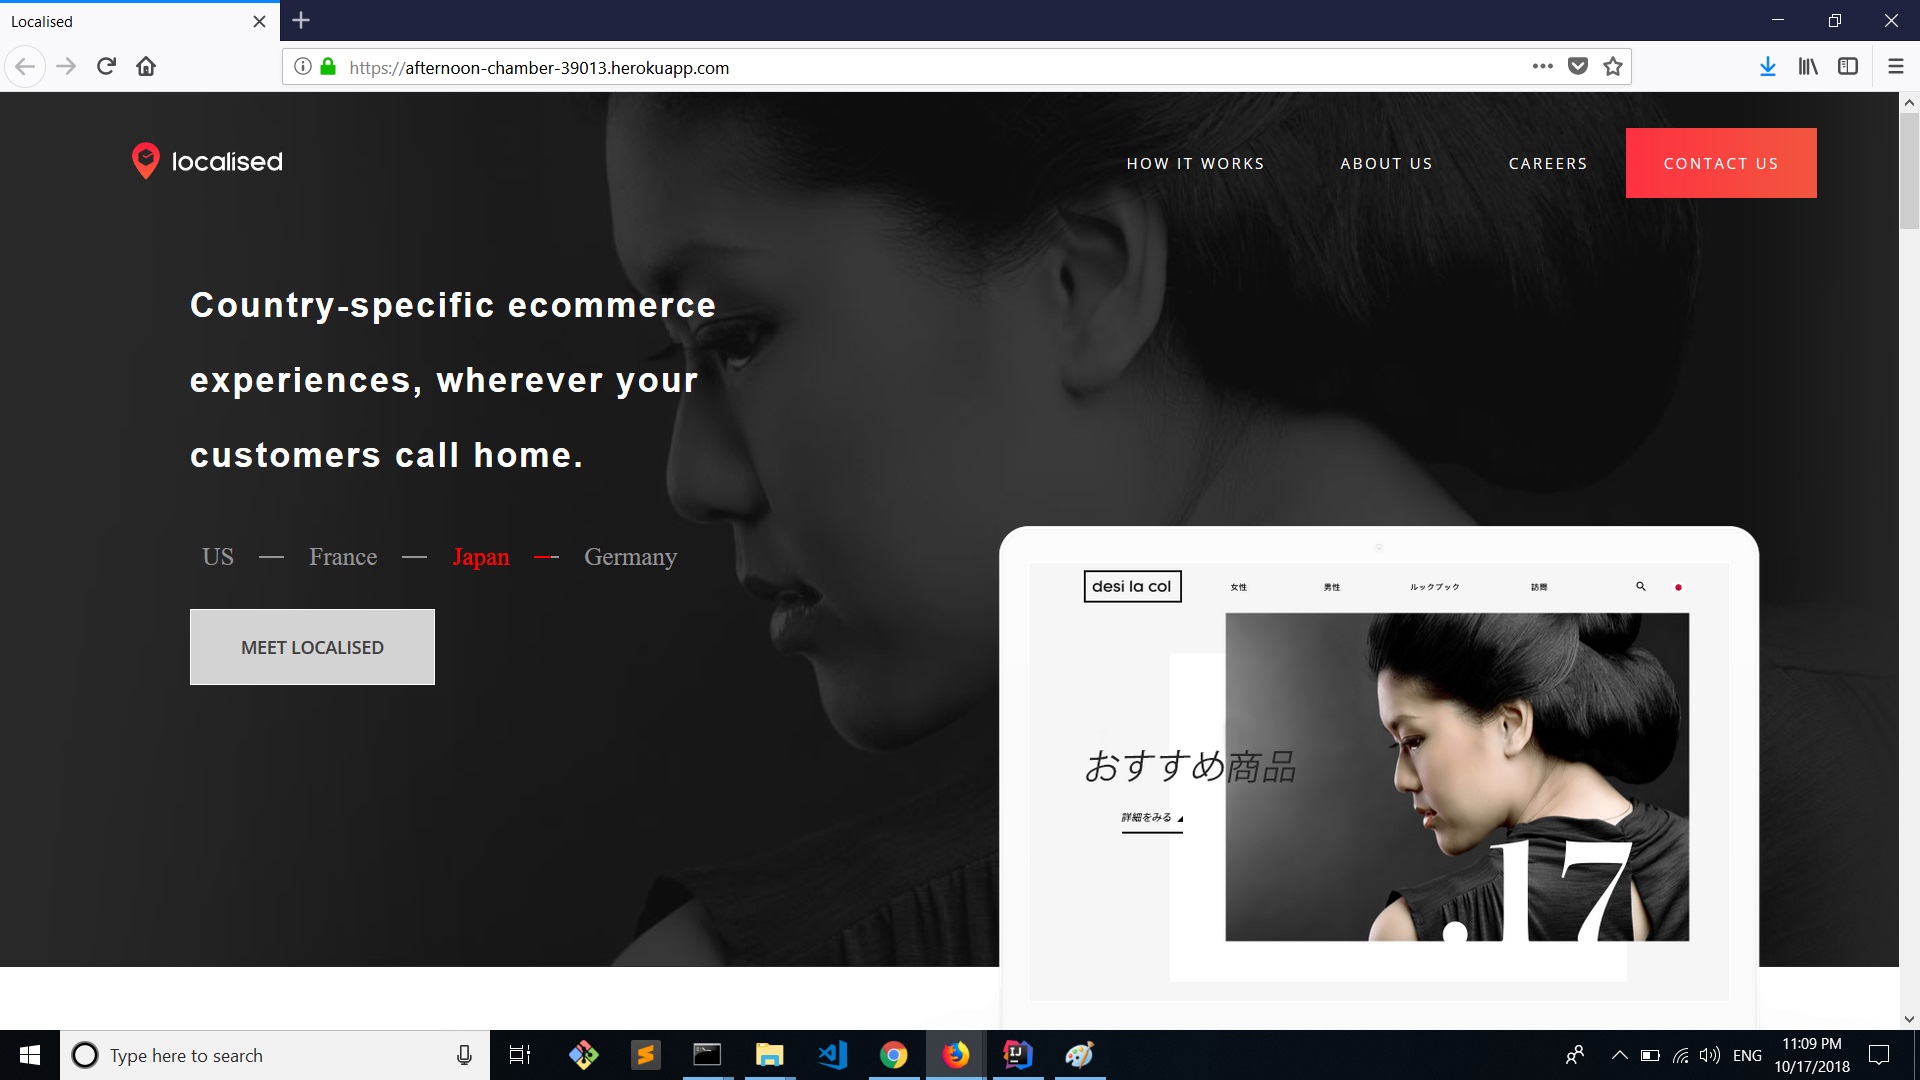 Localised
https://afternoon-chamber-39013.herokuapp.com
localised
HOW IT WORKS
ABOUT US
CAREERS
CONTACT US
Country-specific ecommerce
experiences, wherever your
customers call home.
US
France
Japan
Germany
MEET LOCALISED
desi la col
女性
男性
ルックブック
訪問
おすすめ商品
詳細をみる
.17
Type here to search
ENG
11:09 PM
10/17/2018